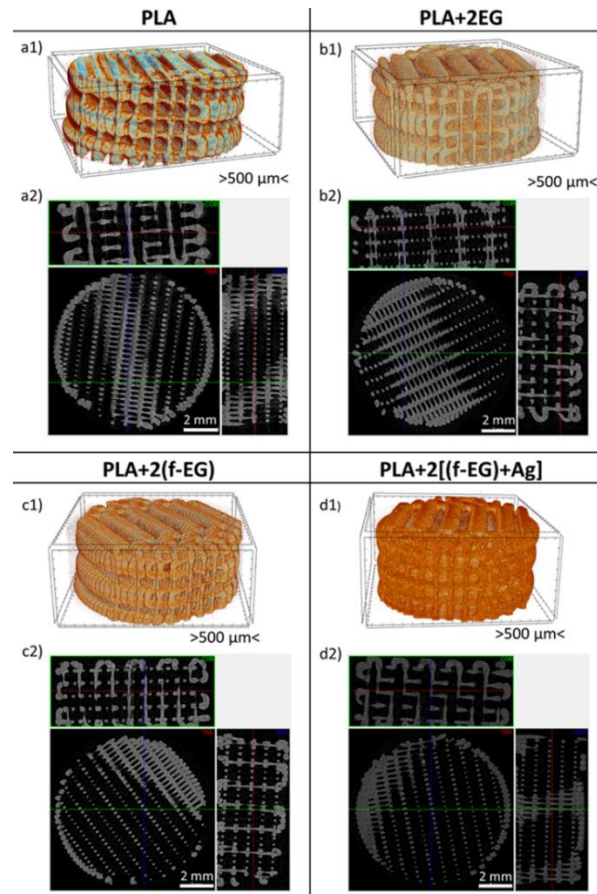 PLA
PLA+2EG
a1)
b1)
>500 µm<
>500 µm<
a2)
b2)
2 mm
2 mm
PLA+2(f-EG)
PLA+2[(f-EG)+Ag]
c1)
d1)
>500 µm<
>500 µm<
c2)
d2)
2 mm
2 mm